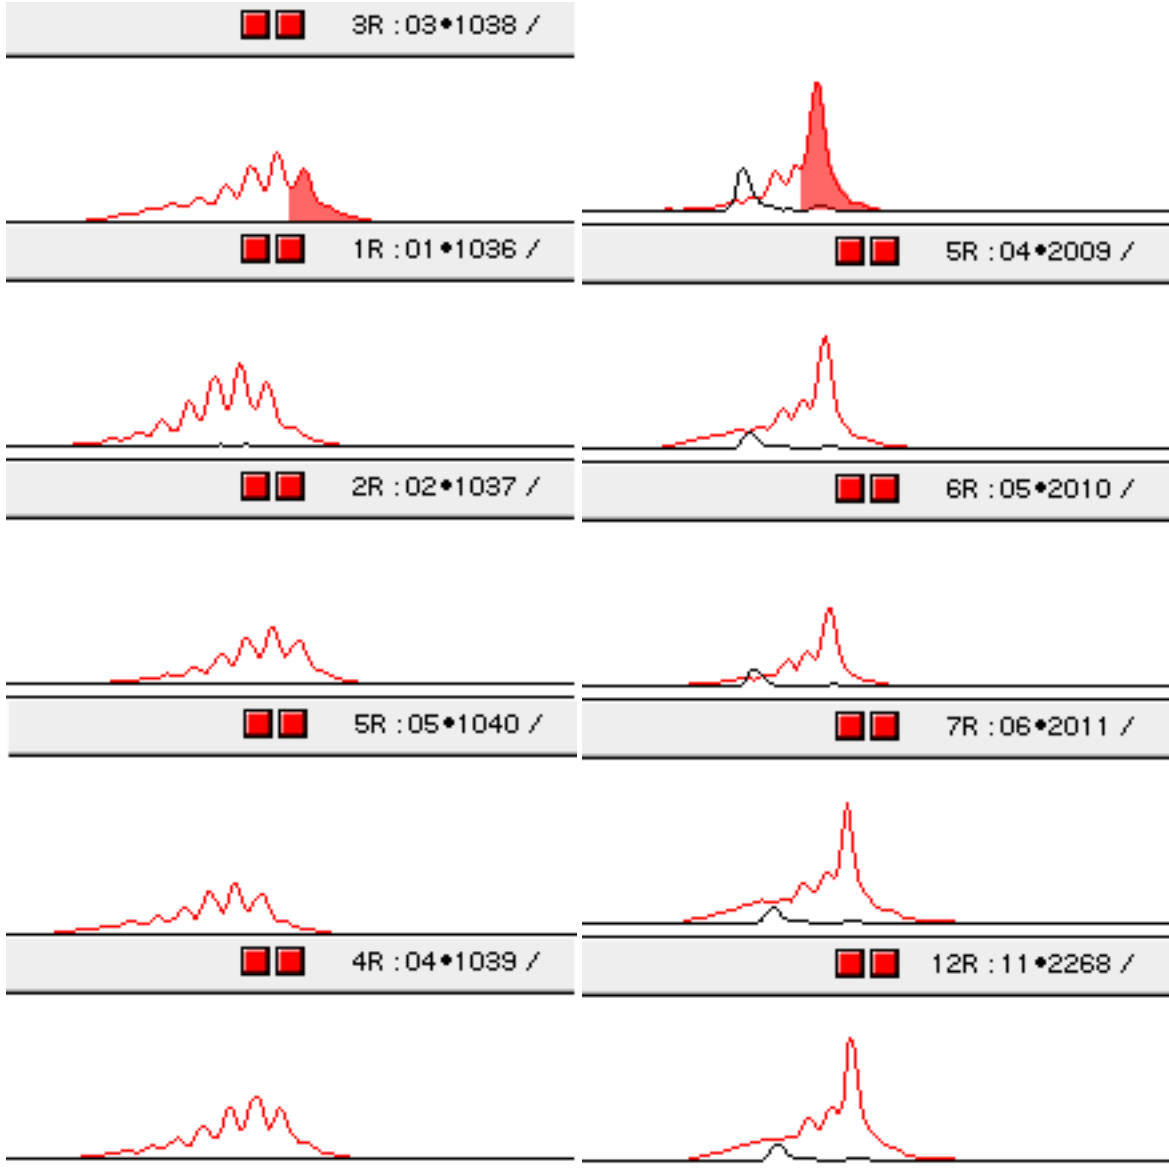 3R :03•1038 /
1R :01•1036 /
2R :02•1037 /
5R :05•1040 /
4R :04•1039 /
5R :04•2009 /
6R :05•2010 /
7R :06•2011 /
12R :11•2268 /